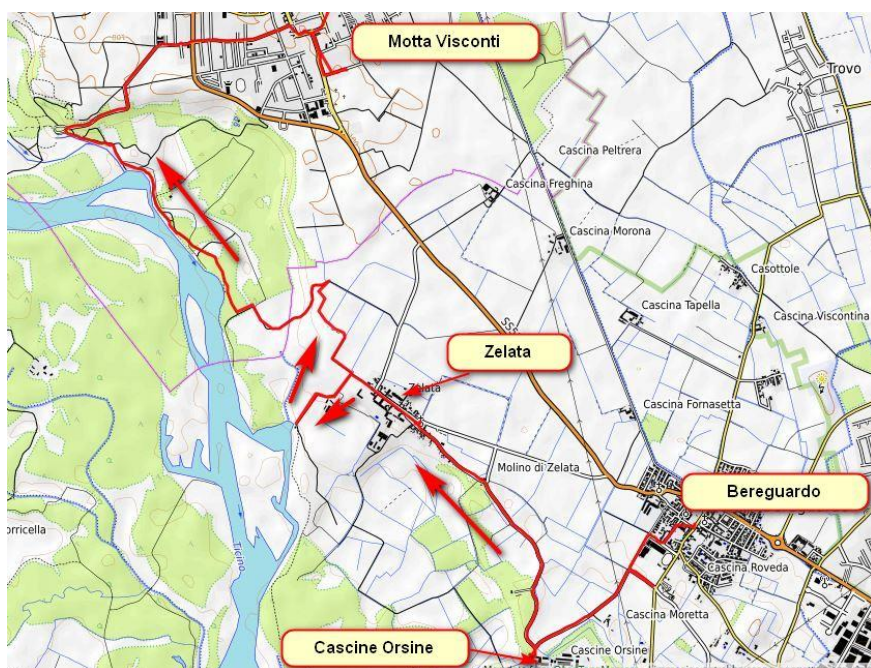 Motta Visconti
Trovo
Cascina Peltrera
Cascina Freghina
Cascina Morona
Casottole
Cascina Tapella
Cascina Viscontina
Zelata
Zelata
Cascina Fornasetta
Molino di Zelata
Bereguardo
Ticino
Cascina Roveda
Cascina Moretta
Cascine Orsine
Cascine Orsine